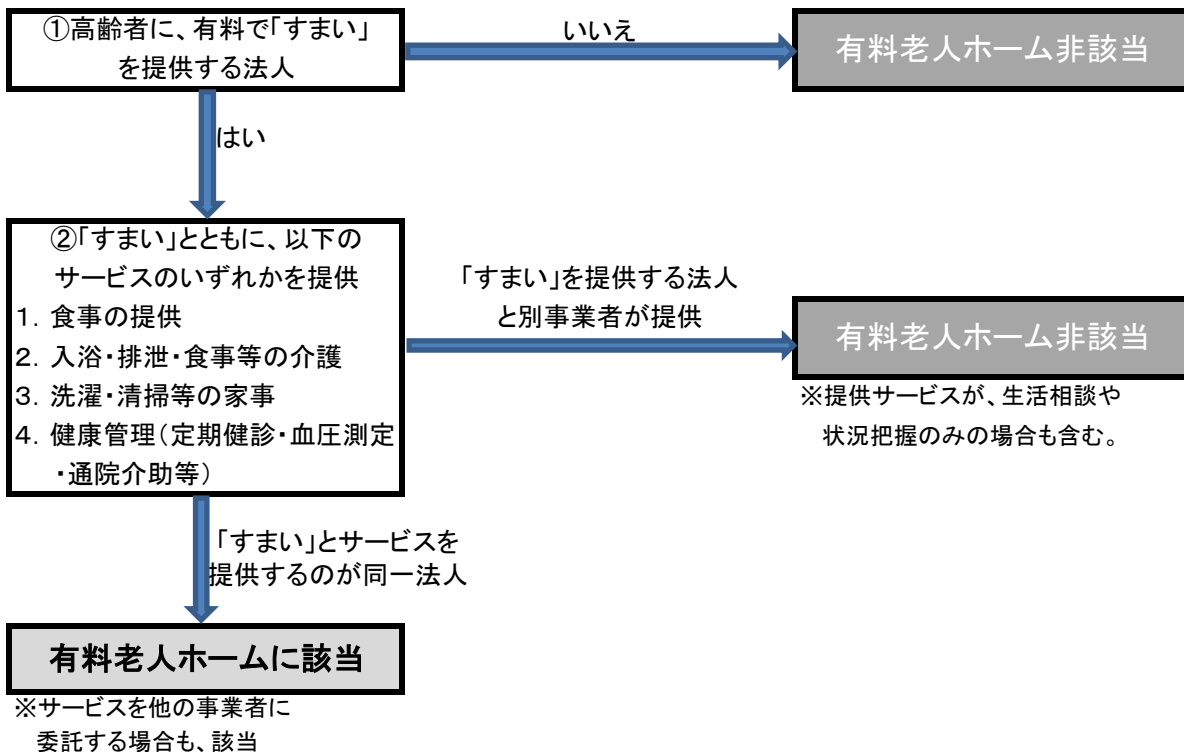 ①高齢者に、有料で「すまい」
を提供する法人
いいえ
有料老人ホーム非該当
はい
②「すまい」とともに、以下の
サービスのいずれかを提供
1．食事の提供
2．入浴・排泄・食事等の介護
3．洗濯・清掃等の家事
4．健康管理（定期健診・血圧測定
・通院介助等）
「すまい」を提供する法人
と別事業者が提供
有料老人ホーム非該当
※提供サービスが、生活相談や
状況把握のみの場合も含む。
「すまい」とサービスを
提供するのが同一法人
有料老人ホームに該当
※サービスを他の事業者に
委託する場合も、該当